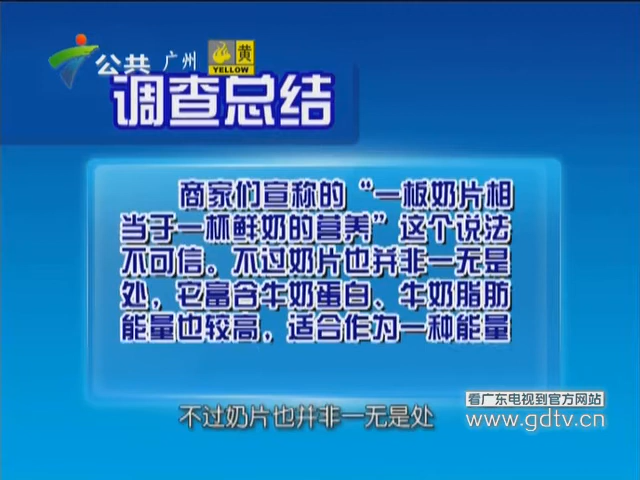 公共 广州 黄
YELLOW
调查总结
商家们宣称的“一板奶片相
当于一杯鲜奶的营养”这个说法
不可信。不过奶片也并非一无是
处，它富含牛奶蛋白、牛奶脂肪
能量也较高，适合作为一种能量
看广东电视到官方网站
www.gdtv.cn
不过奶片也并非一无是处